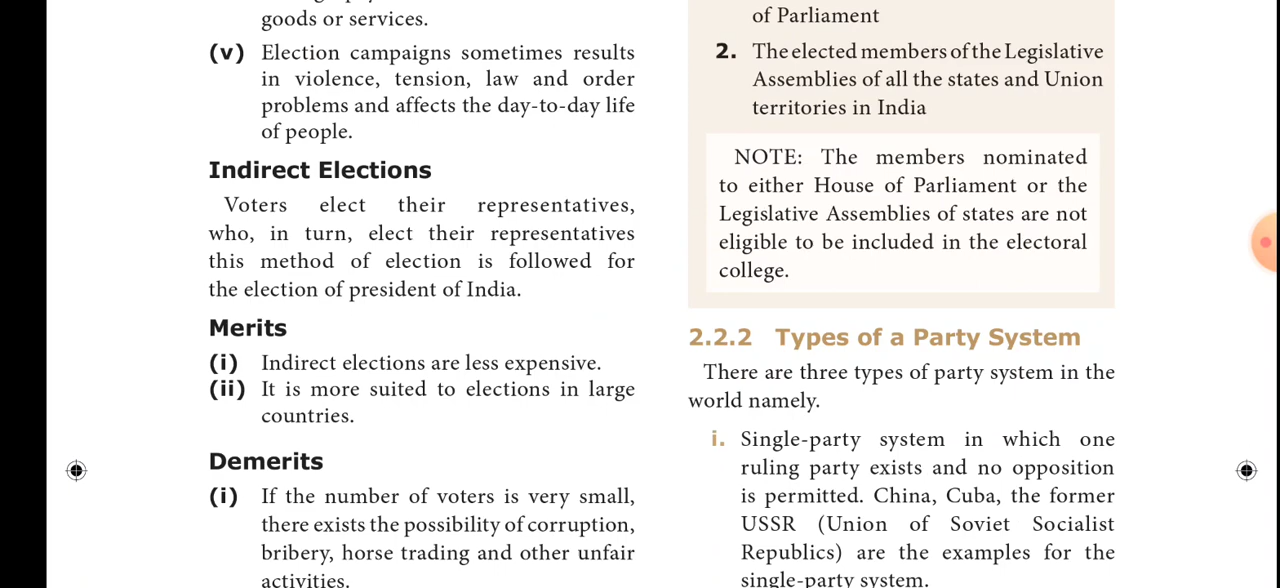 goods or services.
(v) Election campaigns sometimes results
in violence, tension, law and order
problems and affects the day-to-day life
of people.
Indirect Elections
Voters elect their representatives,
who, in turn, elect their representatives
this method of election is followed for
the election of president of India.
Merits
(i) Indirect elections are less expensive.
(ii) It is more suited to elections in large
countries.
Demerits
(i) If the number of voters is very small,
there exists the possibility of corruption,
bribery, horse trading and other unfair
activities.
of Parliament
2. The elected members of the Legislative
Assemblies of all the states and Union
territories in India
NOTE: The members nominated
to either House of Parliament or the
Legislative Assemblies of states are not
eligible to be included in the electoral
college.
2.2.2 Types of a Party System
There are three types of party system in the
world namely.
i. Single-party system in which one
ruling party exists and no opposition
is permitted. China, Cuba, the former
USSR (Union of Soviet Socialist
Republics) are the examples for the
single-party system.